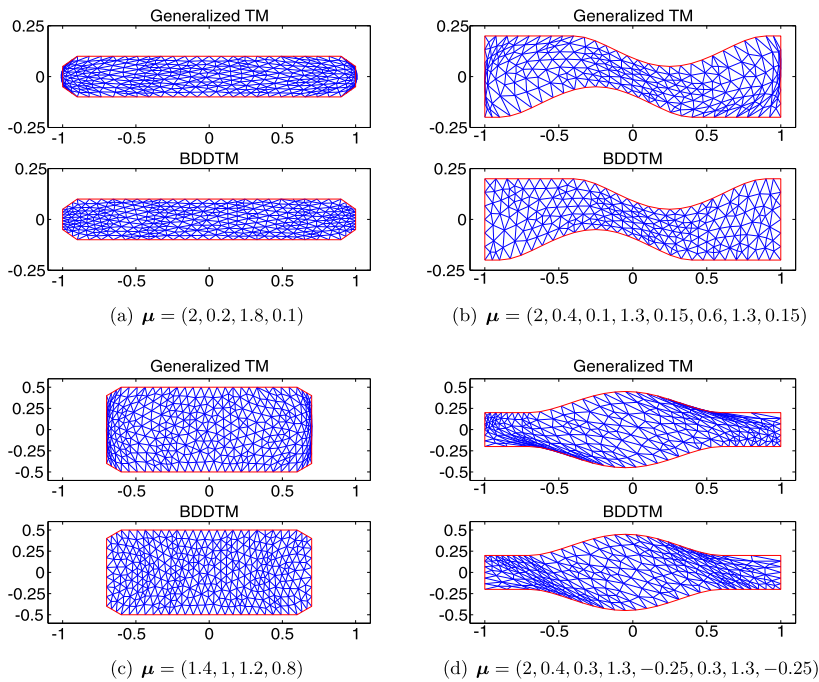 Generalized TM
0.25
0
-0.25
-1 -0.5 0 0.5 1
BDDTM
0.25
0
-0.25
-1 -0.5 0 0.5 1
(a) μ = (2, 0.2, 1.8, 0.1)
Generalized TM
0.25
0
-0.25
-1 -0.5 0 0.5 1
BDDTM
0.25
0
-0.25
-1 -0.5 0 0.5 1
(b) μ = (2, 0.4, 0.1, 1.3, 0.15, 0.6, 1.3, 0.15)
Generalized TM
0.5
0.25
0
-0.25
-0.5
-1 -0.5 0 0.5 1
BDDTM
0.5
0.25
0
-0.25
-0.5
-1 -0.5 0 0.5 1
(c) μ = (1.4, 1, 1.2, 0.8)
Generalized TM
0.5
0.25
0
-0.25
-0.5
-1 -0.5 0 0.5 1
BDDTM
0.5
0.25
0
-0.25
-0.5
-1 -0.5 0 0.5 1
(d) μ = (2, 0.4, 0.3, 1.3, −0.25, 0.3, 1.3, −0.25)